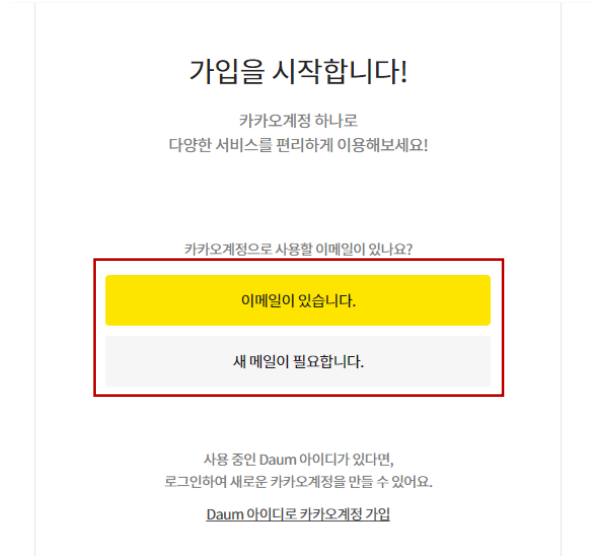 가입을 시작합니다!
카카오계정 하나로
다양한 서비스를 편리하게 이용해보세요!
카카오계정으로 사용할 이메일이 있나요?
이메일이 있습니다.
새 메일이 필요합니다.
사용 중인 Daum 아이디가 있다면,
로그인하여 새로운 카카오계정을 만들 수 있어요.
Daum 아이디로 카카오계정 가입